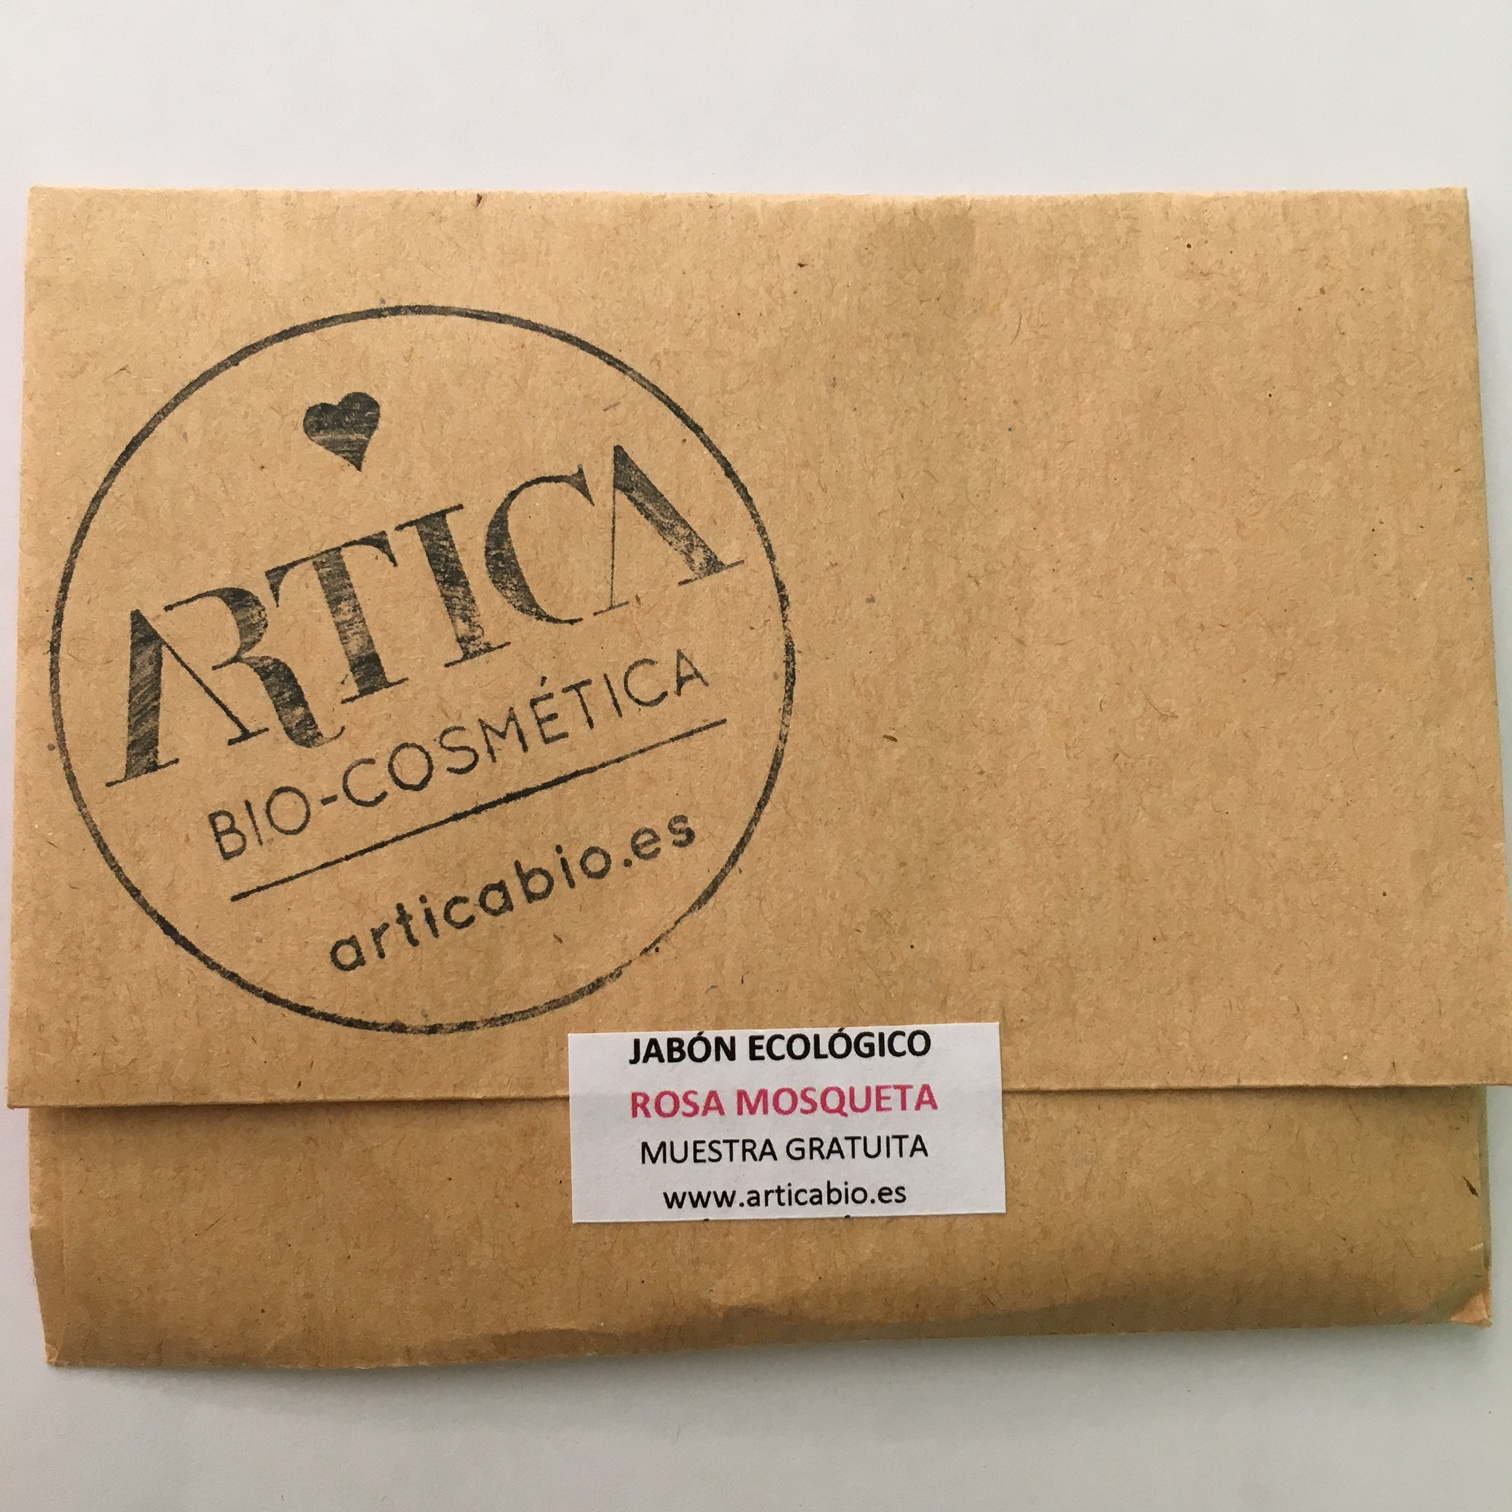 ARTICA
BIO-COSMÉTICA
articabio.es
JABÓN ECOLÓGICO
ROSA MOSQUETA
MUESTRA GRATUITA
www.articabio.es